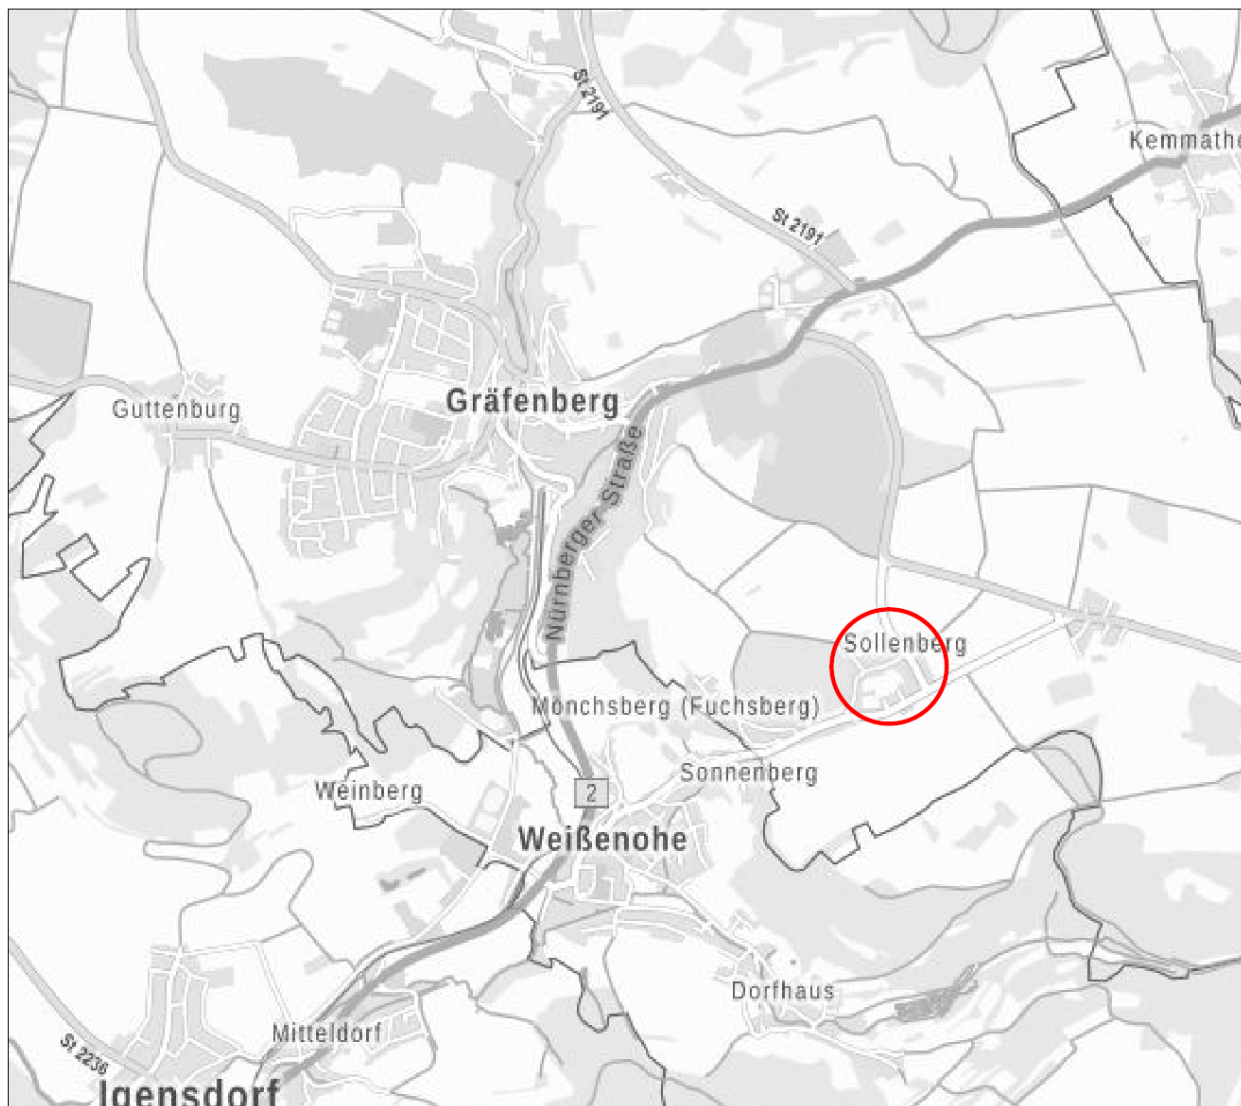 St 2191
Kemmathe
St 2191
Gräfenberg
Guttenburg
Nürnberger Straße
Sollenberg
Mönchsberg (Fuchsberg)
Sonnenberg
Weinberg
2
Weißenohe
Dorfhaus
Mitteldorf
St 2236
Igensdorf